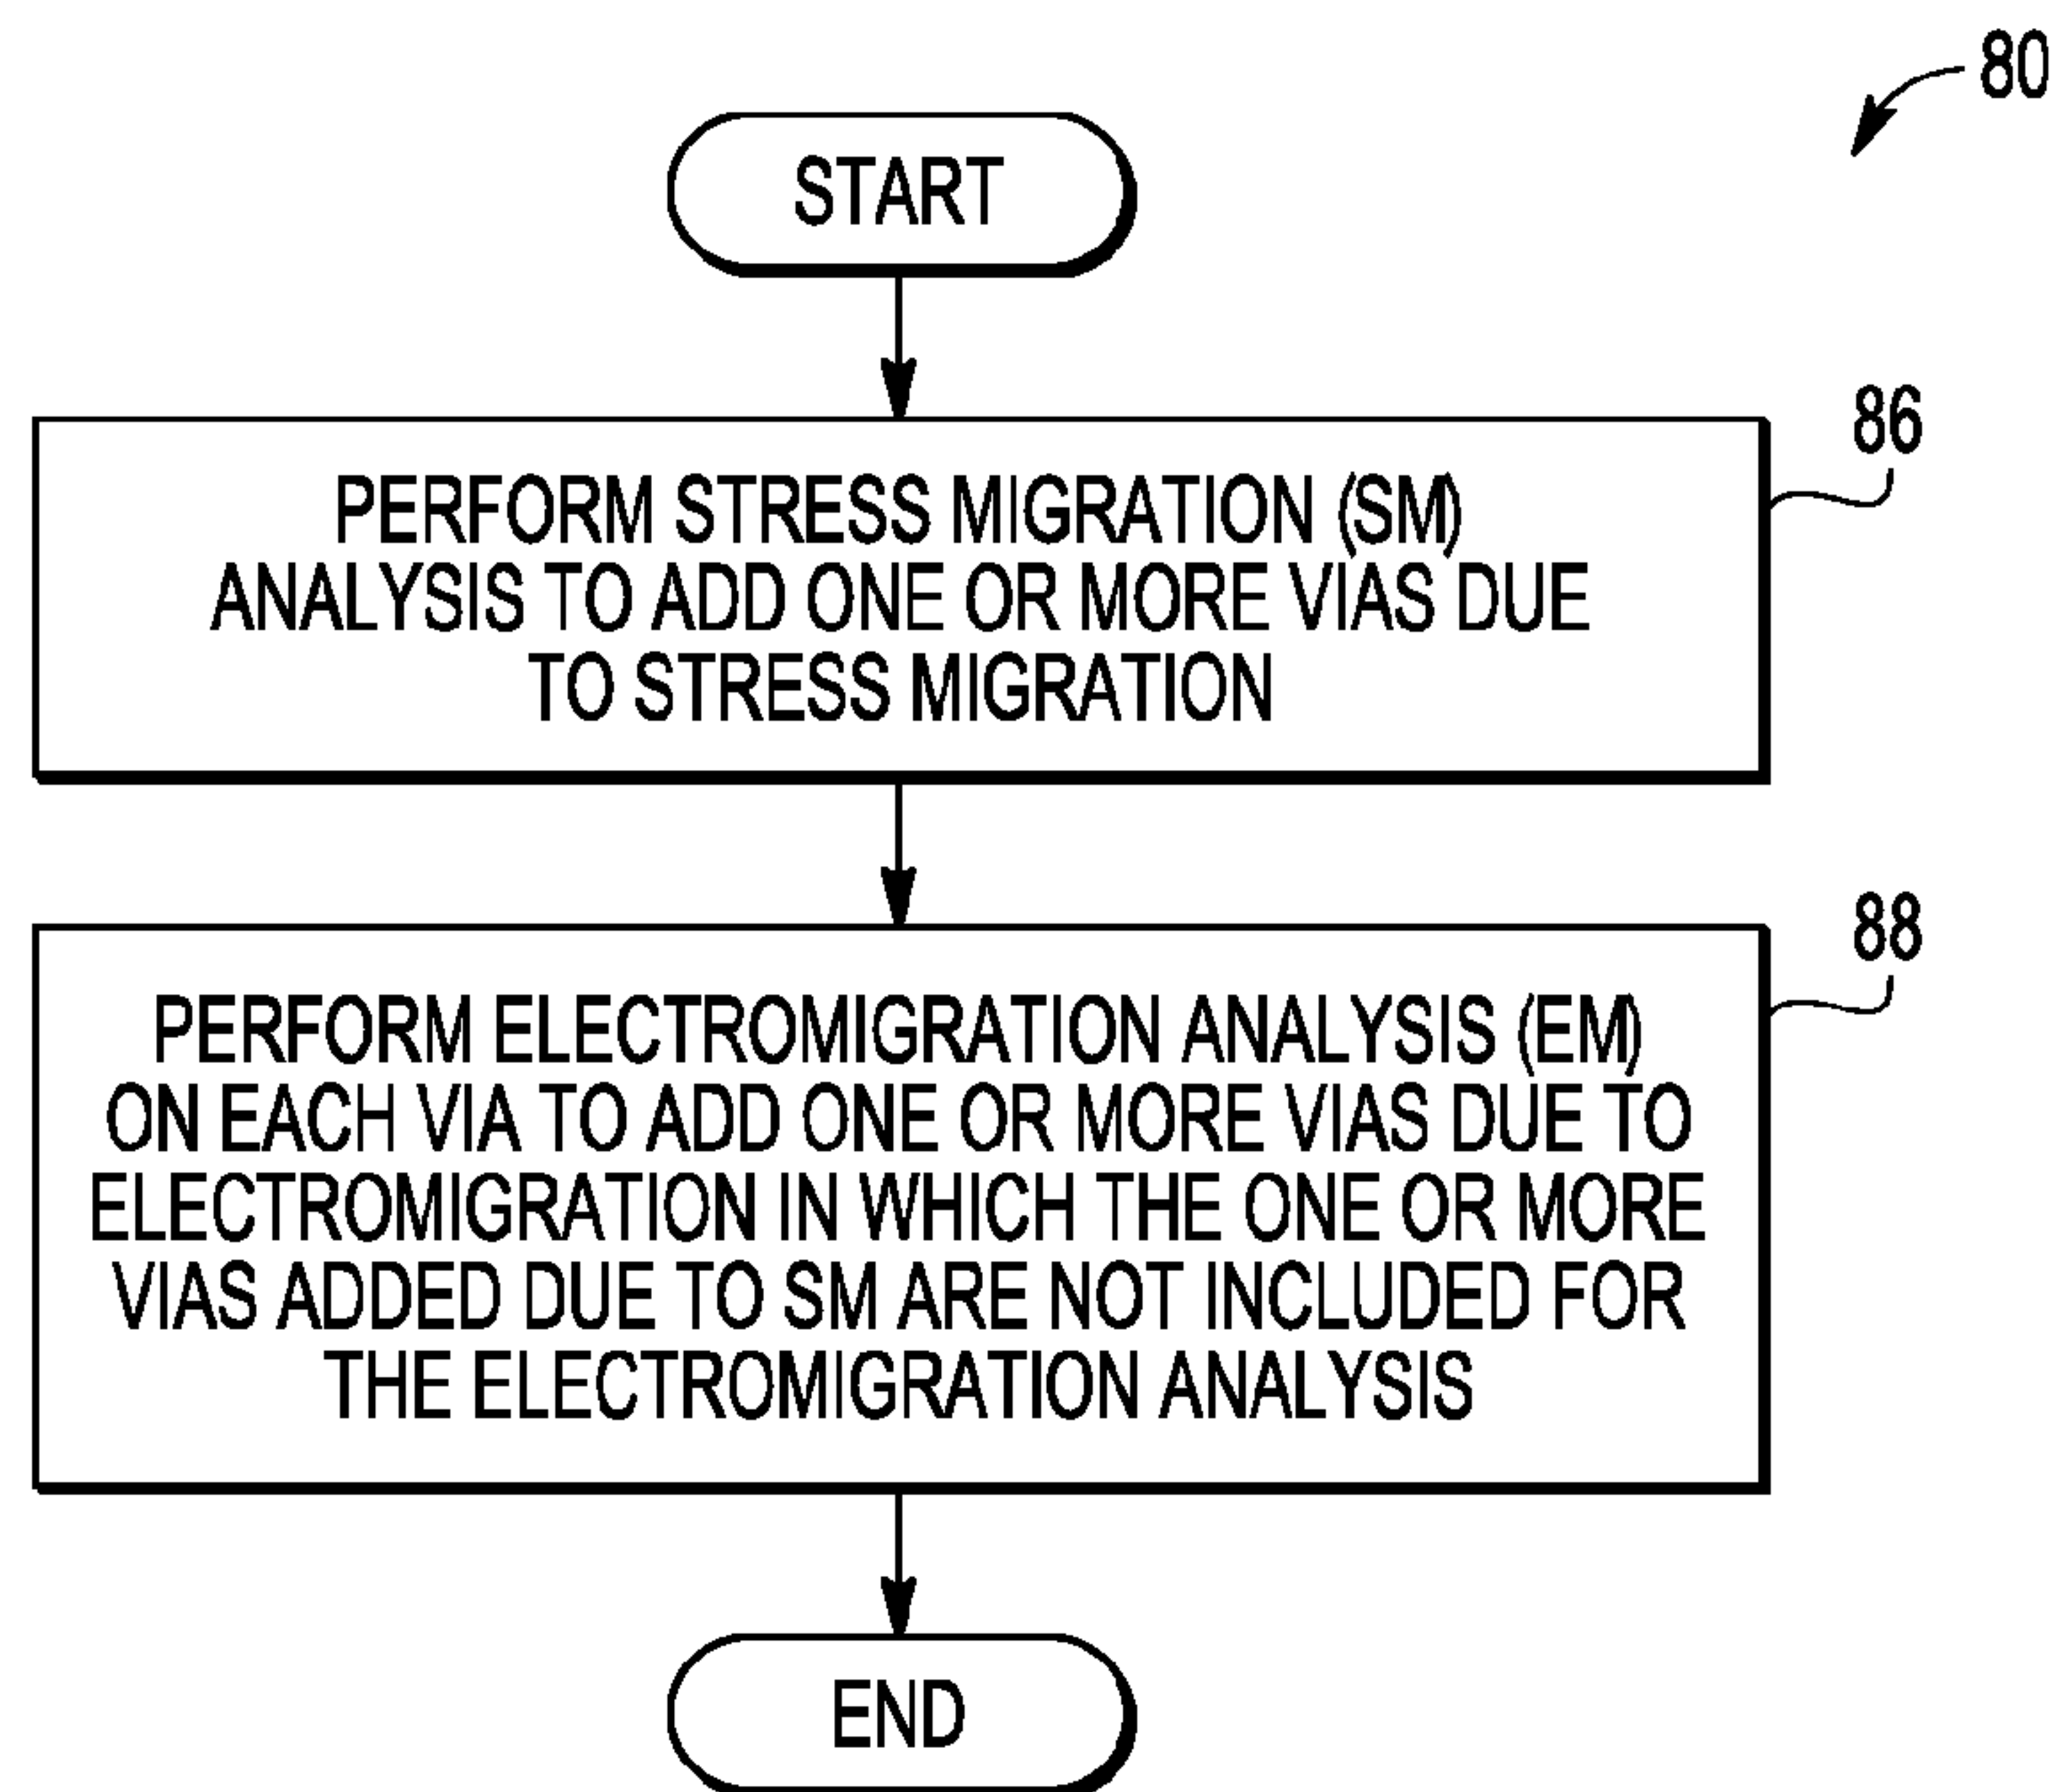 80
START
86
PERFORM STRESS MIGRATION (SM)
ANALYSIS TO ADD ONE OR MORE VIAS DUE
TO STRESS MIGRATION
88
PERFORM ELECTROMIGRATION ANALYSIS (EM)
ON EACH VIA TO ADD ONE OR MORE VIAS DUE TO
ELECTROMIGRATION IN WHICH THE ONE OR MORE
VIAS ADDED DUE TO SM ARE NOT INCLUDED FOR
THE ELECTROMIGRATION ANALYSIS
END